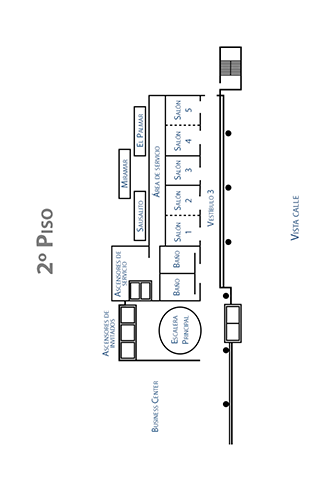 2º PISO
ASCENSORES DE
INVITADOS
ASCENSORES DE
SERVICIO
SAUSALITO
MIRAMAR
EL PALMAR
ÁREA DE SERVICIO
BUSINESS CENTER
ESCALERA
PRINCIPAL
BAÑO
BAÑO
SALÓN 1
SALÓN 2
SALÓN 3
SALÓN 4
SALÓN 5
VESTÍBULO 3
VISTA CALLE